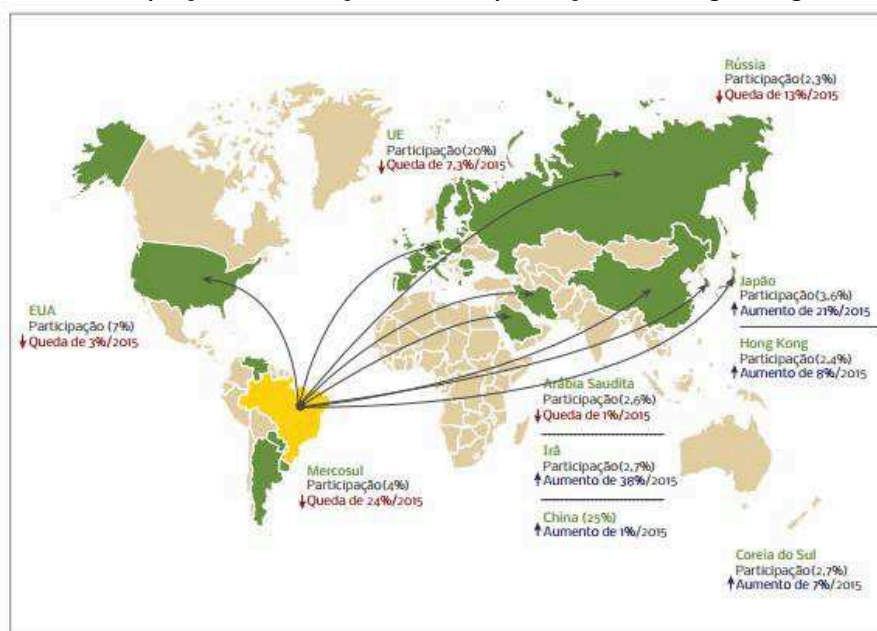 Rússia
Participação(2,3%)
Queda de 13%/2015
UE
Participação(20%)
Queda de 7,3%/2015
EUA
Participação (7%)
Queda de 3%/2015
Japão
Participação(3,6%)
Aumento de 21%/2015
Hong Kong
Participação(2,4%)
Aumento de 8%/2015
Arábia Saudita
Participação(2,6%)
Queda de 1%/2015
Irã
Participação(2,7%)
Aumento de 38%/2015
China (25%)
Aumento de 1%/2015
Mercosul
Participação(4%)
Queda de 24%/2015
Coreia do Sul
Participação(2,7%)
Aumento de 7%/2015